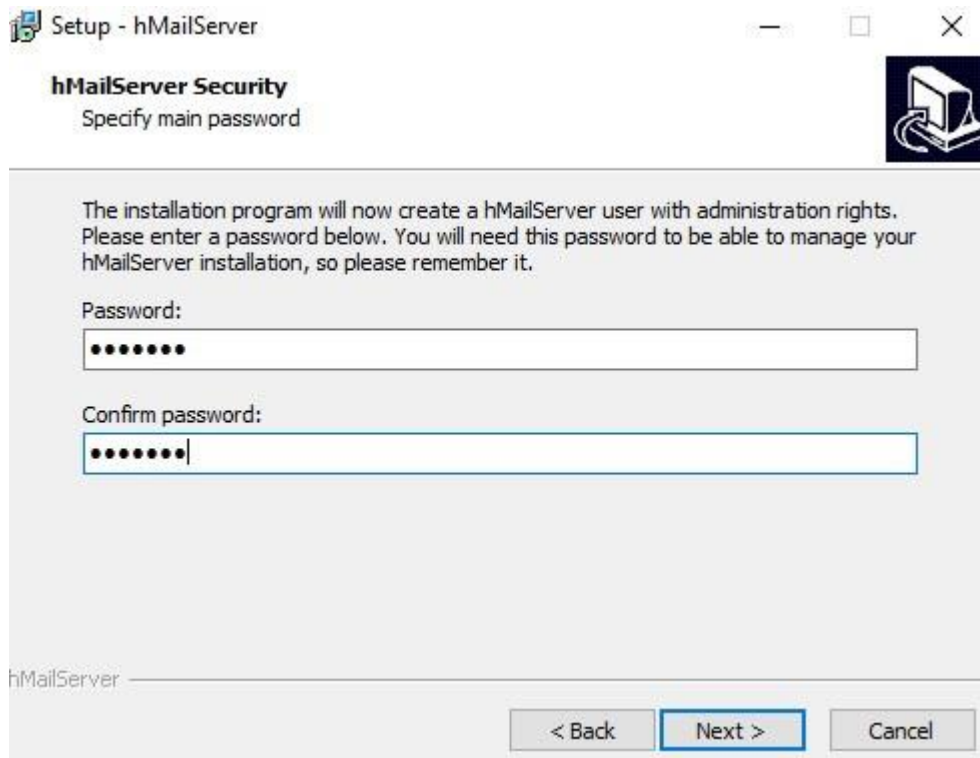 Setup - hMailServer
hMailServer Security
Specify main password
The installation program will now create a hMailServer user with administration rights.
Please enter a password below. You will need this password to be able to manage your
hMailServer installation, so please remember it.
Password:
•••••••
Confirm password:
•••••••
hMailServer
< Back
Next >
Cancel